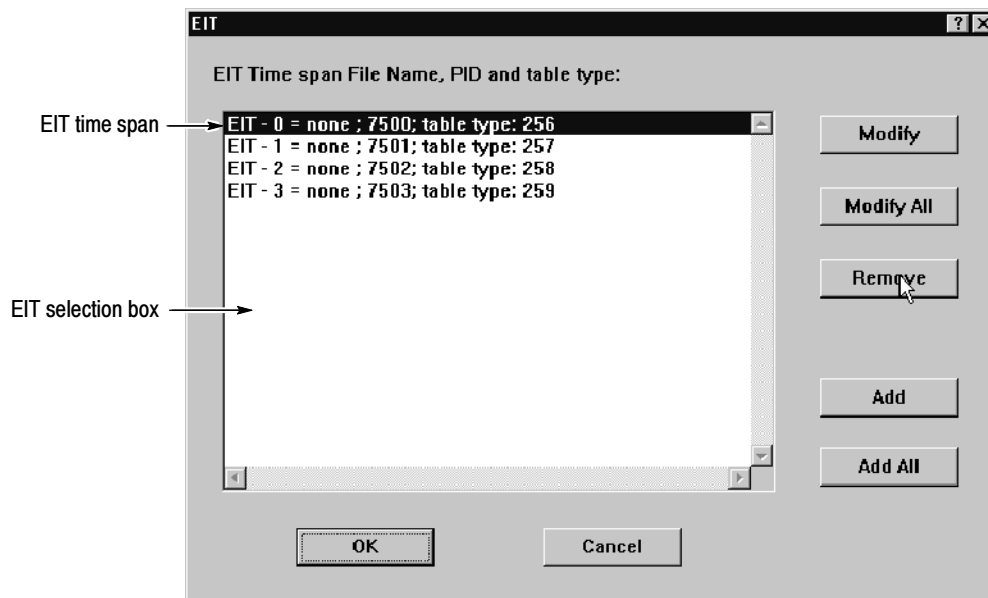 EIT
EIT Time span File Name, PID and table type:
EIT time span
EIT - 0 = none ; 7500; table type: 256
EIT - 1 = none ; 7501; table type: 257
EIT - 2 = none ; 7502; table type: 258
EIT - 3 = none ; 7503; table type: 259
EIT selection box
Modify
Modify All
Remove
Add
Add All
OK
Cancel